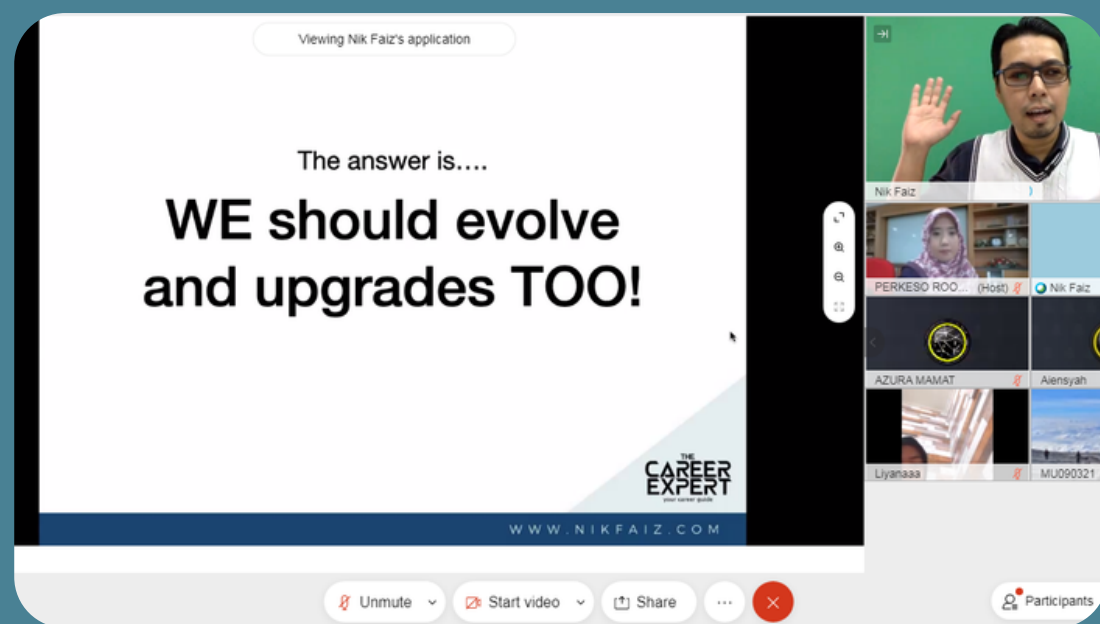 Viewing Nik Faiz's application
The answer is....
WE should evolve
and upgrades TOO!
THE
CAREER
EXPERT
your career guide
WWW.NIKFAIZ.COM
Nik Faiz
PERKESO ROO... (Host)
Nik Faiz
AZURA MAMAT
Aiensyah
Liyanaaa
MU090321
Unmute
Start video
Share
Participants